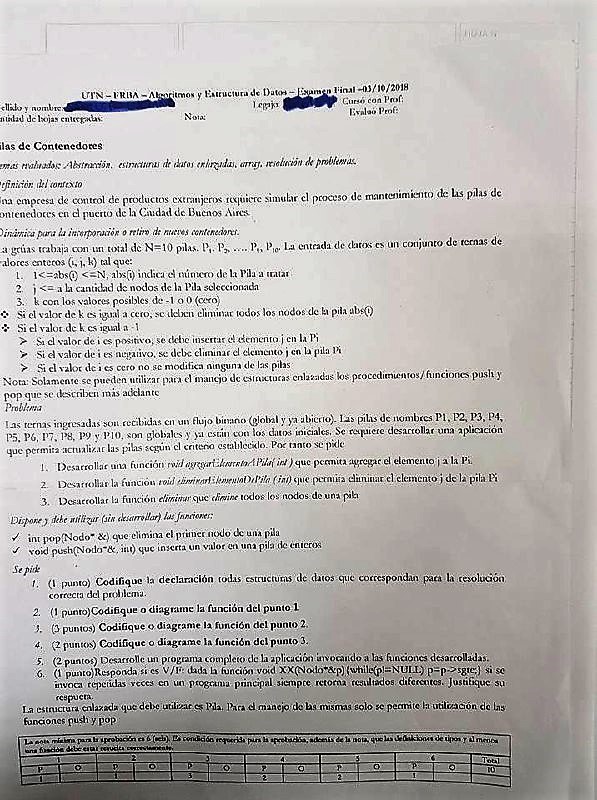 UTN – FRBA – Algoritmos y Estructura de Datos – Examen Final -03/10/2018
ellido y nombre: Legajo: Curso con Prof:
ntidad de hojas entregadas: Nota: Evaluó Prof:
ilas de Contenedores
emas evaluados: Abstracción, estructuras de datos enlazadas, array, resolución de problemas.
efinición del contexto
Una empresa de control de productos extranjeros requiere simular el proceso de mantenimiento de las pilas de
ontenedores en el puerto de la Ciudad de Buenos Aires.
Dinámica para la incorporación o retiro de nuevos contenedores.
a grúas trabaja con un total de N=10 pilas. P1, P2, .... P1, P10. La entrada de datos es un conjunto de ternas de
valores enteros (i, j, k) tal que:
1. 1<=abs(i) <=N, abs(i) indica el número de la Pila a tratar
2. j <= a la cantidad de nodos de la Pila seleccionada
3. k con los valores posibles de -1 o 0 (cero)
❖ Si el valor de k es igual a cero, se deben eliminar todos los nodos de la pila abs(i)
❖ Si el valor de k es igual a -1
➢ Si el valor de i es positivo, se debe insertar el elemento j en la Pi
➢ Si el valor de i es negativo, se debe eliminar el elemento j en la pila Pi
➢ Si el valor de i es cero no se modifica ninguna de las pilas
Nota: Solamente se pueden utilizar para el manejo de estructuras enlazadas los procedimientos/funciones push y
pop que se describen más adelante
Problema
Las ternas ingresadas son recibidas en un flujo binario (global y ya abierto). Las pilas de nombres P1, P2, P3, P4,
P5, P6, P7, P8, P9 y P10, son globales y ya están con los datos iniciales. Se requiere desarrollar una aplicación
que permita actualizar las pilas según el criterio establecido. Por tanto se pide
1. Desarrollar una función void agregarElementoAPila( int ) que permita agregar el elemento j a la Pi.
2. Desarrollar la función void eliminarElementoDePila (int) que permita eliminar el elemento j de la pila Pi
3. Desarrollar la función eliminar que elimine todos los nodos de una pila
Dispone y debe utilizar (sin desarrollar) las funciones:
✓ int pop(Nodo* &) que elimina el primer nodo de una pila
✓ void push(Nodo*&, int) que inserta un valor en una pila de enteros
Se pide
1. (1 punto) Codifique la declaración todas estructuras de datos que correspondan para la resolución
correcta del problema.
2. (1 punto)Codifique o diagrame la función del punto 1
3. (3 puntos) Codifique o diagrame la función del punto 2.
4. (2 puntos) Codifique o diagrame la función del punto 3.
5. (2 puntos) Desarrolle un programa completo de la aplicación invocando a las funciones desarrolladas.
6. (1 punto)Responda si es V/F: dada la función void XX(Nodo*&p){while(p!=NULL) p=p->sgte;} si se
invoca repetidas veces en un programa principal siempre retorna resultados diferentes. Justifique su
respuesta.
La estructura enlazada que debe utilizar es Pila. Para el manejo de las mismas solo se permite la utilización de las
funciones push y pop
La nota mínima para la aprobación es 6 (seis). Es condición requerida para la aprobación, además de la nota, que las definiciones de tipos y al menos
una función debe estar resuelta correctamente.
2 3 4 5 6 Total
P O P O P O P O P O P O 10
1 1 3 2 2 1